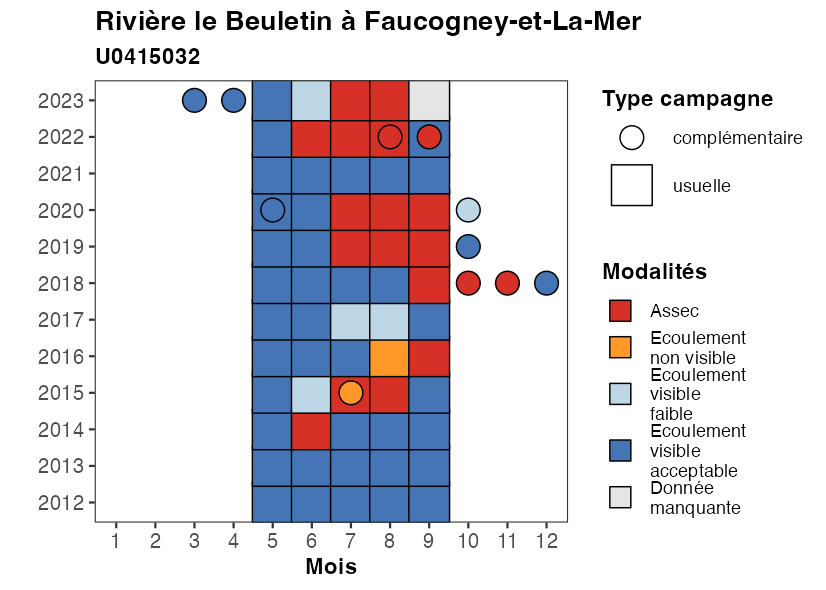 Rivière le Beuletin à Faucogney-et-La-Mer
U0415032
2023
2022
2021
2020
2019
2018
2017
2016
2015
2014
2013
2012
1 2 3 4 5 6 7 8 9 10 11 12
Mois
Type campagne
complémentaire
usuelle
Modalités
Assec
Ecoulement
non visible
Ecoulement
visible
faible
Ecoulement
visible
acceptable
Donnée
manquante